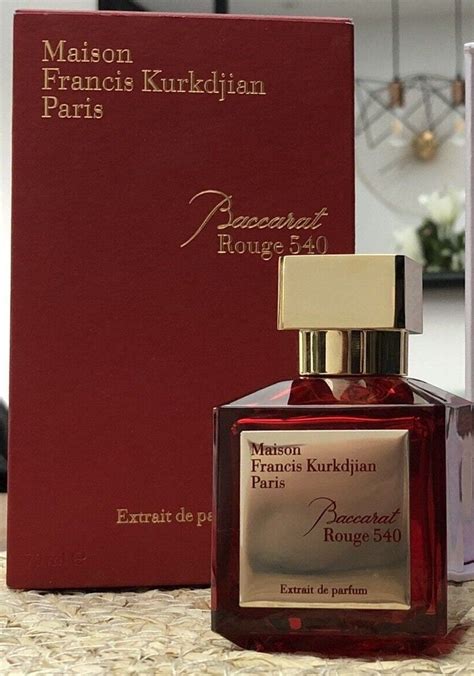 Maison
Francis Kurkdjian
Paris
Baccarat
Rouge 540
Extrait de
Maison
Francis Kurkdjian
Paris
Baccarat
Rouge 540
Extrait de parfum